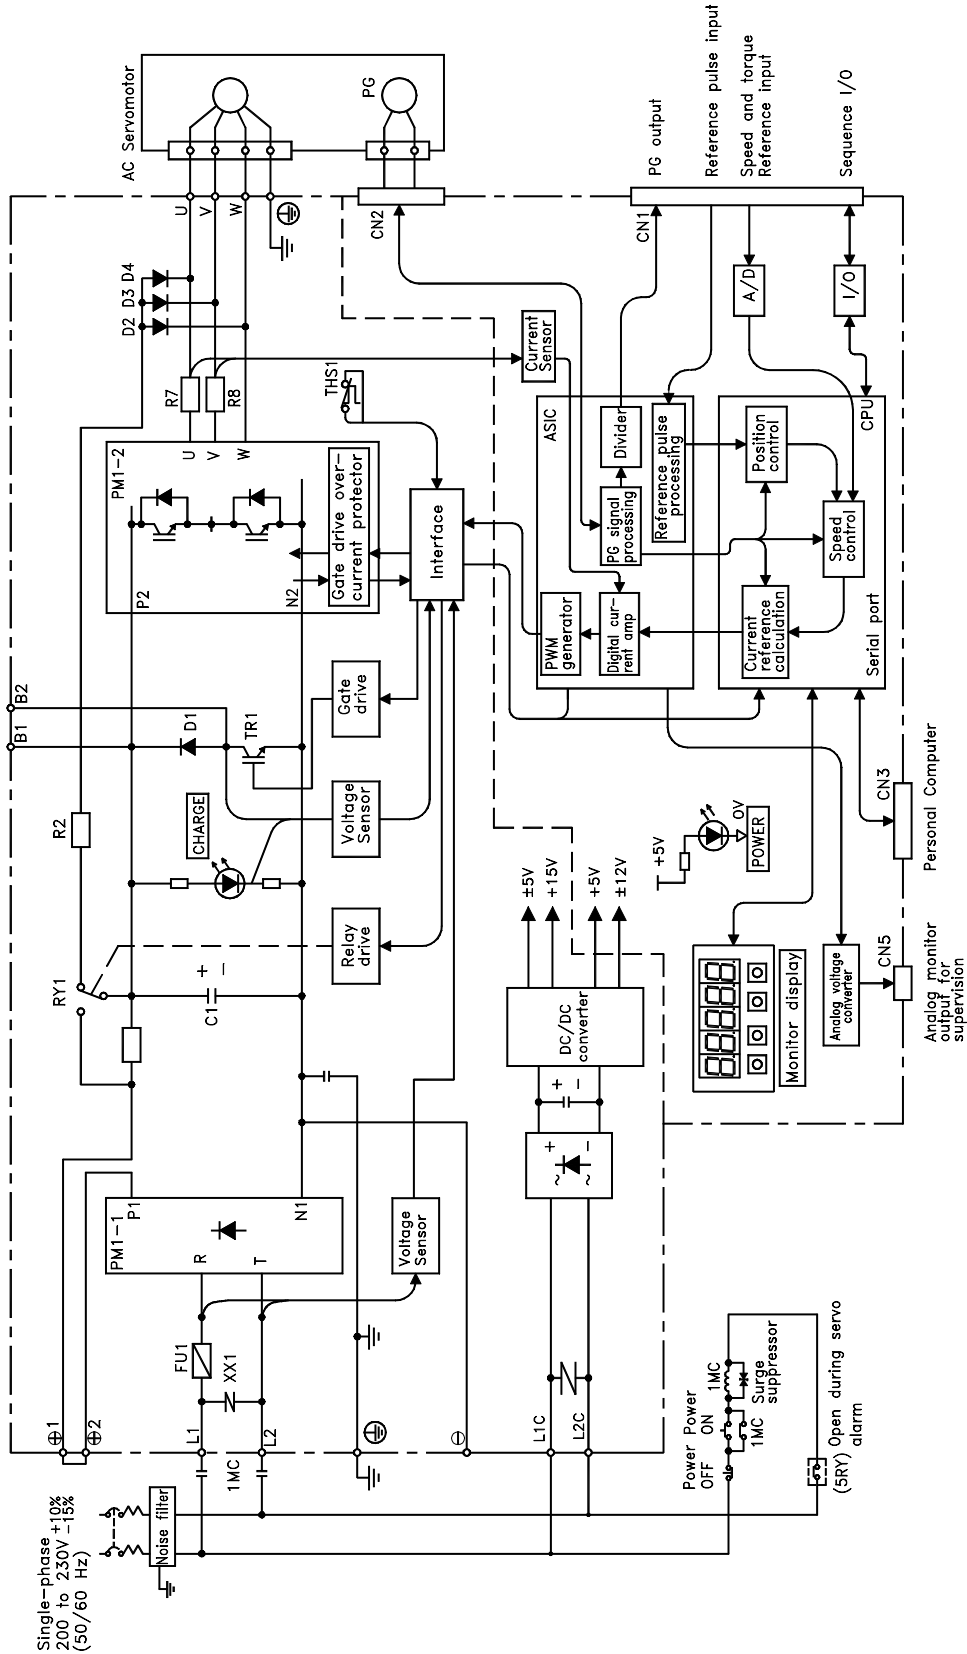 Single-phase
200 to 230V +10%
-15%
(50/60 Hz)
Noise filter
1MC
⊕1
⊕2
L1
L2
⊖
L1C
L2C
FU1
XX1
PM1-1
P1
R
T
N1
Voltage
Sensor
+
-
~
~
+
-
DC/DC
converter
±5V
+15V
+5V
±12V
RY1
C1
+
-
R2
CHARGE
Relay
drive
Voltage
Sensor
Gate
drive
D1
TR1
B1
B2
PM1-2
P2
N2
U
V
W
Gate drive over-
current protector
Interface
THS1
R7
R8
D2
D3
D4
U
V
W
AC Servomotor
PG
CN2
Current
Sensor
ASIC
PWM
generator
Digital cur-
rent amp
PG signal
processing
Divider
Reference pulse
processing
CN1
PG output
Reference pulse input
Speed and torque
Reference input
Sequence I/O
A/D
I/O
CPU
Position
control
Speed
control
Current
reference
calculation
Serial port
+5V
0V
POWER
CN3
Personal Computer
Monitor display
8
8
8
8
8
Analog voltage
converter
CN5
Analog monitor
output for
supervision
Power
OFF
Power
ON
1MC
1MC
Surge
suppressor
(5RY)
Open during servo
alarm